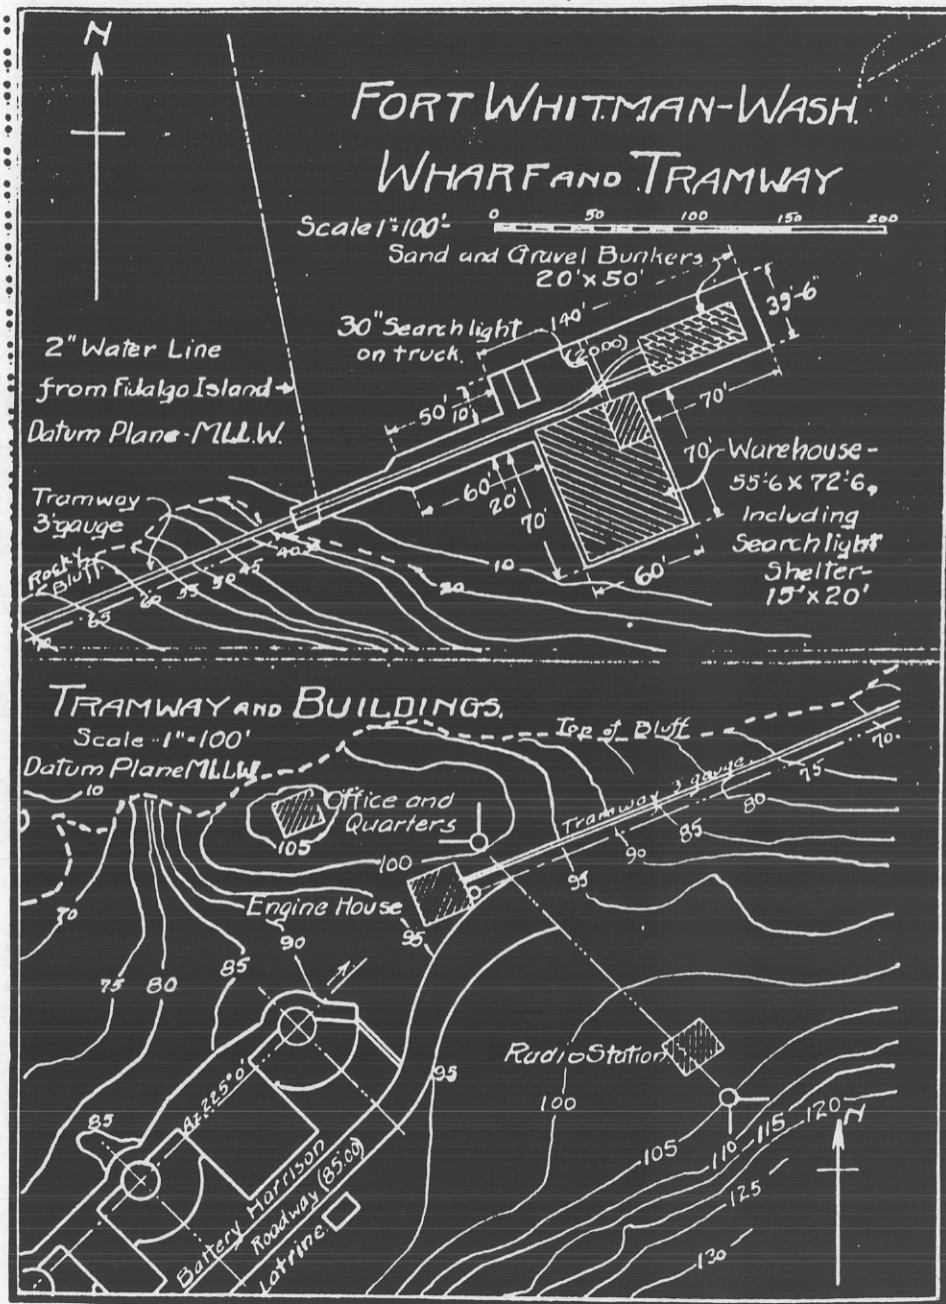 N
FORT WHITMAN-WASH.
WHARF AND TRAMWAY
Scale 1"=100'-
0 50 100 150 200
Sand and Gravel Bunkers
20'x50'
140'
39'-6"
30" Searchlight
on truck.
(20.00)
2" Water Line
from Fidalgo Island
Datum Plane-M.L.L.W.
50'
10'
70'
70'
Warehouse-
55'-6 x 72'-6,
Including
Searchlight
Shelter-
15'x20'
60'
20'
70'
60'
Tramway
3' gauge
Rocky
Bluff.
10
20
40
45
50
55
60
65
70
TRAMWAY AND BUILDINGS.
Scale-1"=100'
Datum Plane MLLW.
Top of Bluff
Tramway 3' gauge
70
75
80
85
90
95
10
Office and
Quarters
105
100
Engine House
95
90
85
80
75
70
Radio Station
95
100
105
110
115
120
125
130
N
85
Az. 225° 0'
Battery Harrison
Roadway (85.00)
Latrine